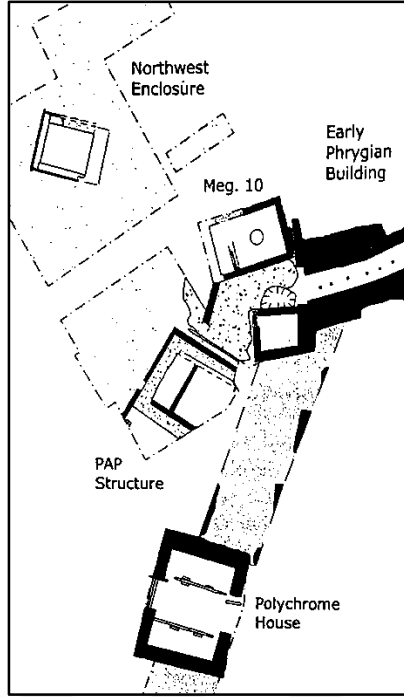 Northwest
Enclosure
Early
Phrygian
Building
Meg. 10
PAP
Structure
Polychrome
House